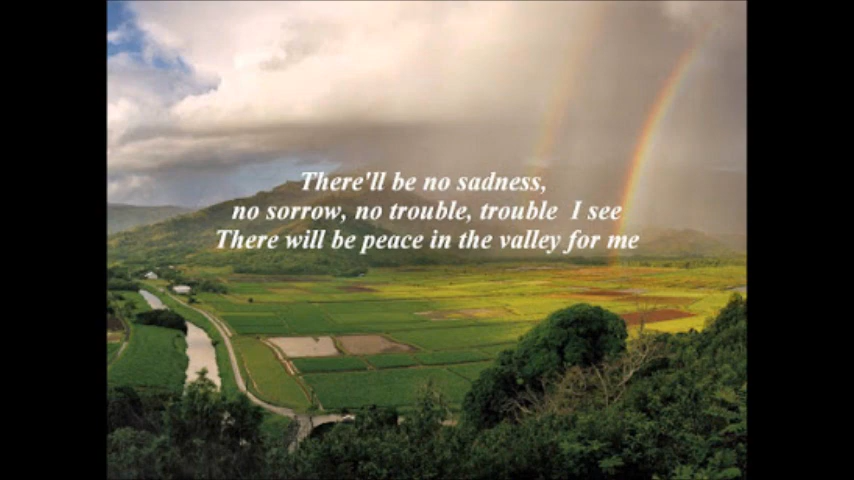 There'll be no sadness,
no sorrow, no trouble, trouble  I see
There will be peace in the valley for me